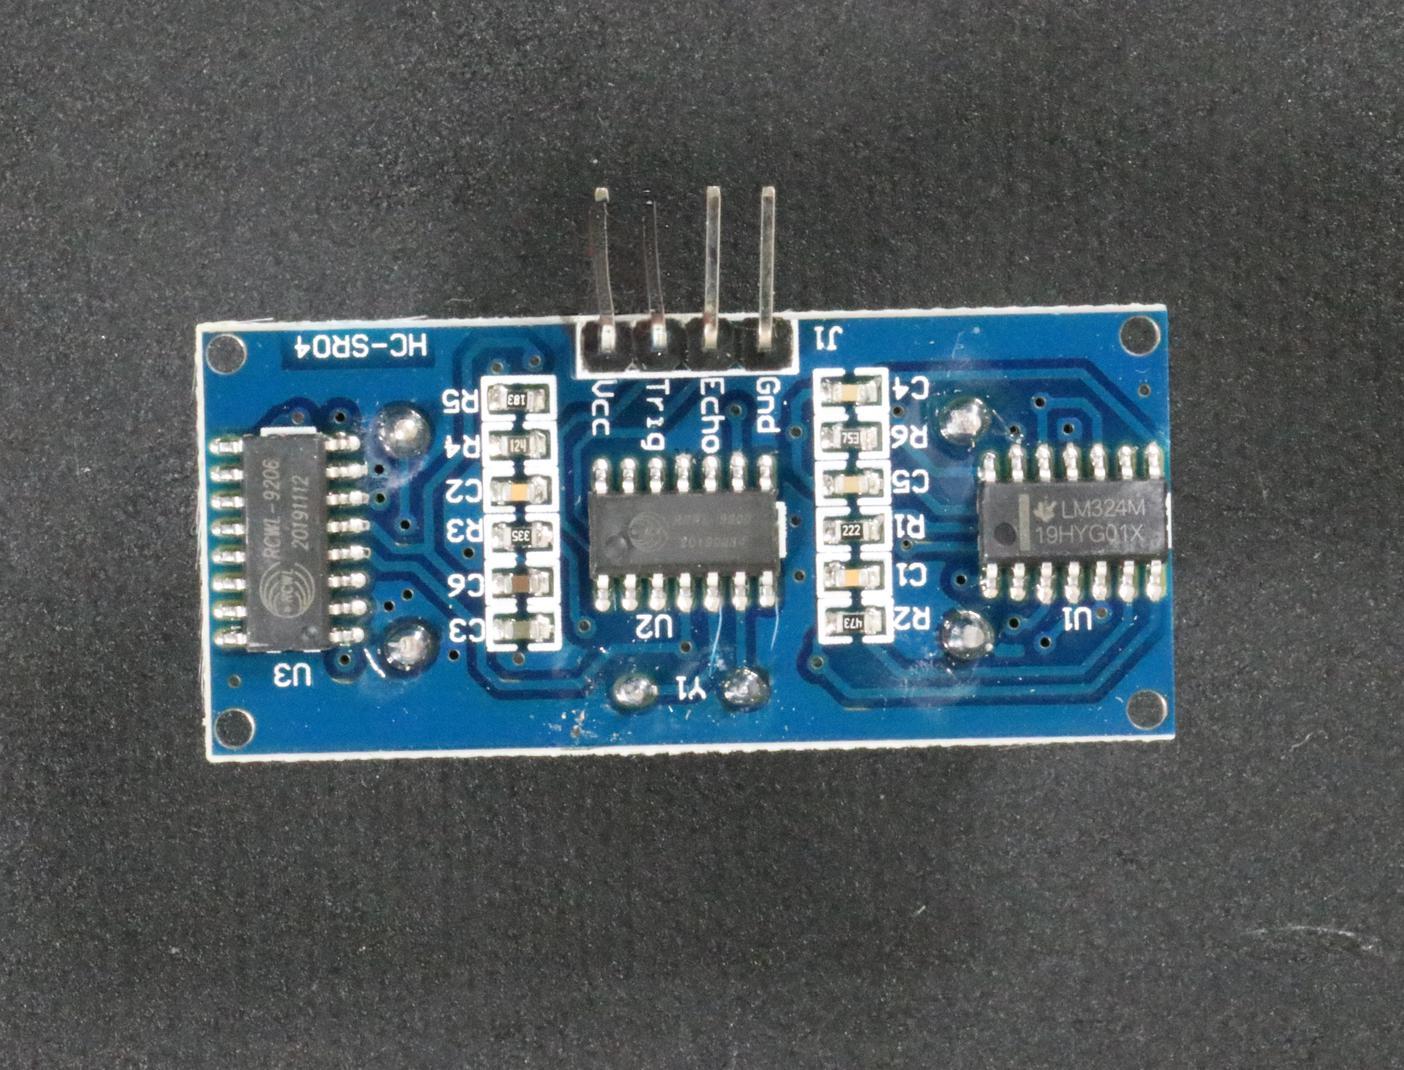 HC-SR04
J1
Vcc
Trig
Echo
Gnd
R5
183
R4
124
C2
R3
335
C6
C3
C4
R6
C5
R1
222
C1
R2
473
RCWL-9206
20191112
RCWL
U3
U2
Y1
LM324M
19HYG01X
U1